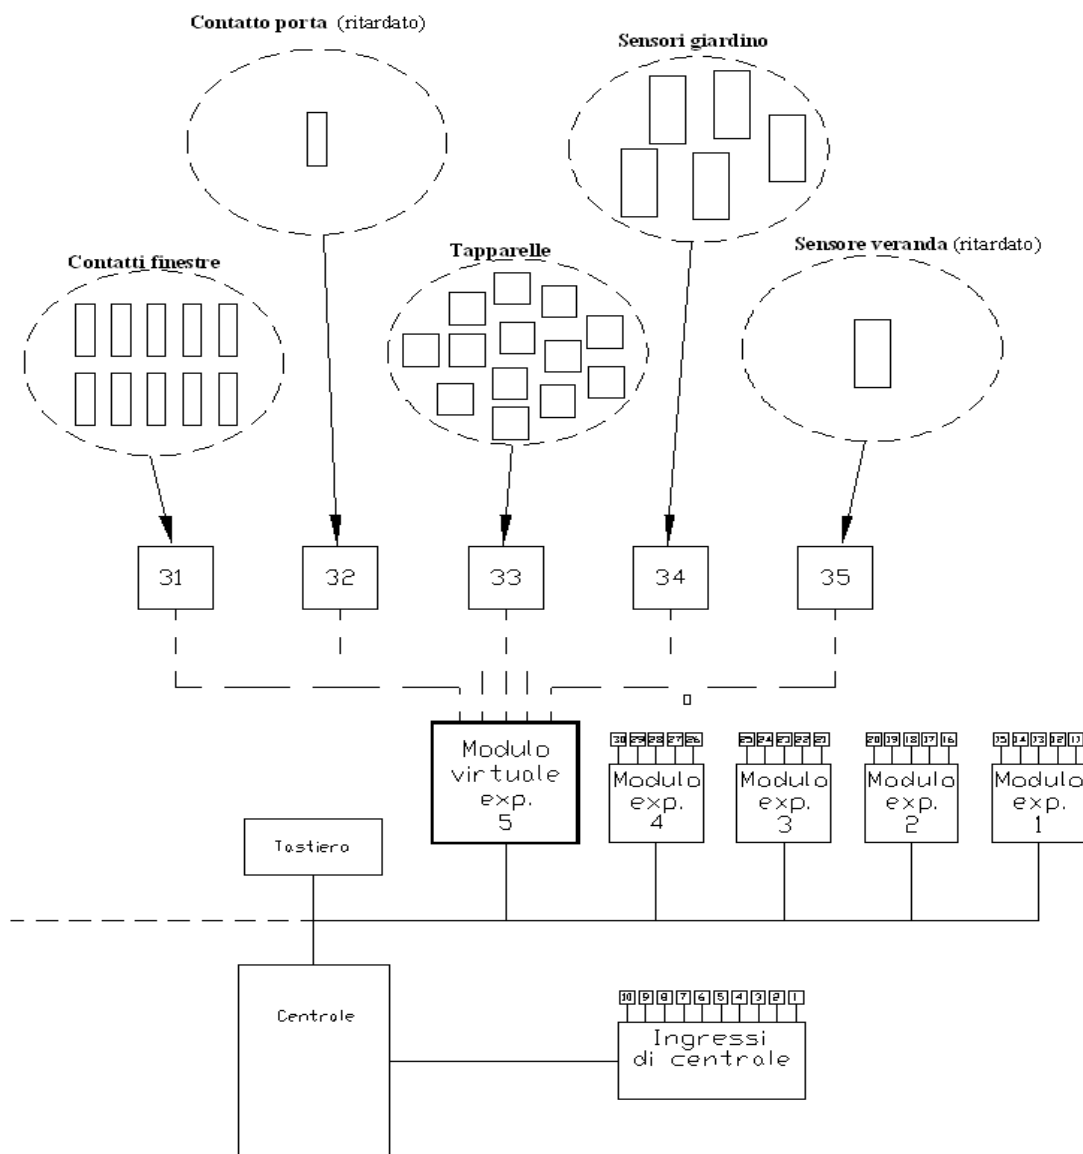 Contatto porta (ritardato)
Sensori giardino
Sensore veranda (ritardato)
Contatti finestre
Tapparelle
31
32
33
34
35
Modulo
virtuale
exp.
5
30 29 28 27 26
Modulo
exp.
4
25 24 23 22 21
Modulo
exp.
3
20 19 18 17 16
Modulo
exp.
2
15 14 13 12 11
Modulo
exp.
1
Tastiera
Centrale
10 9 8 7 6 5 4 3 2 1
Ingressi
di centrale